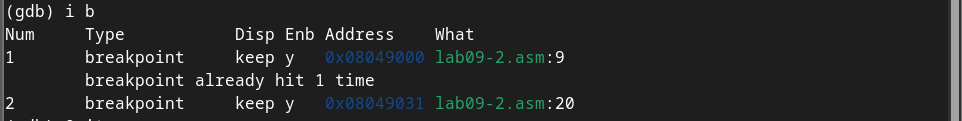 (gdb) i b
Num     Type           Disp Enb Address    What
1       breakpoint     keep y   0x08049000 lab09-2.asm:9
        breakpoint already hit 1 time
2       breakpoint     keep y   0x08049031 lab09-2.asm:20